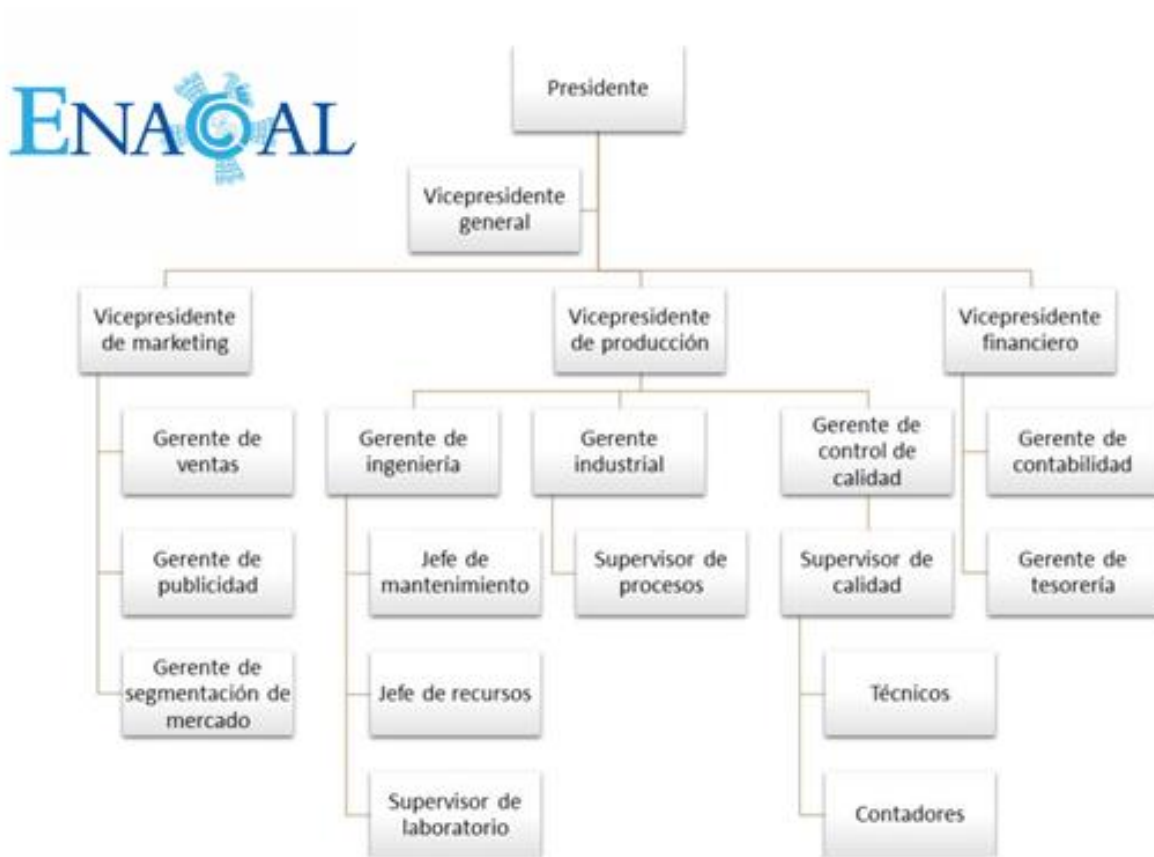 ENACAL
Presidente
Vicepresidente
general
Vicepresidente
de marketing
Vicepresidente
de producción
Vicepresidente
financiero
Gerente de
ventas
Gerente de
ingeniería
Gerente
industrial
Gerente de
control de
calidad
Gerente de
contabilidad
Gerente de
publicidad
Jefe de
mantenimiento
Supervisor de
procesos
Supervisor de
calidad
Gerente de
tesorería
Gerente de
segmentación de
mercado
Jefe de recursos
Técnicos
Supervisor de
laboratorio
Contadores